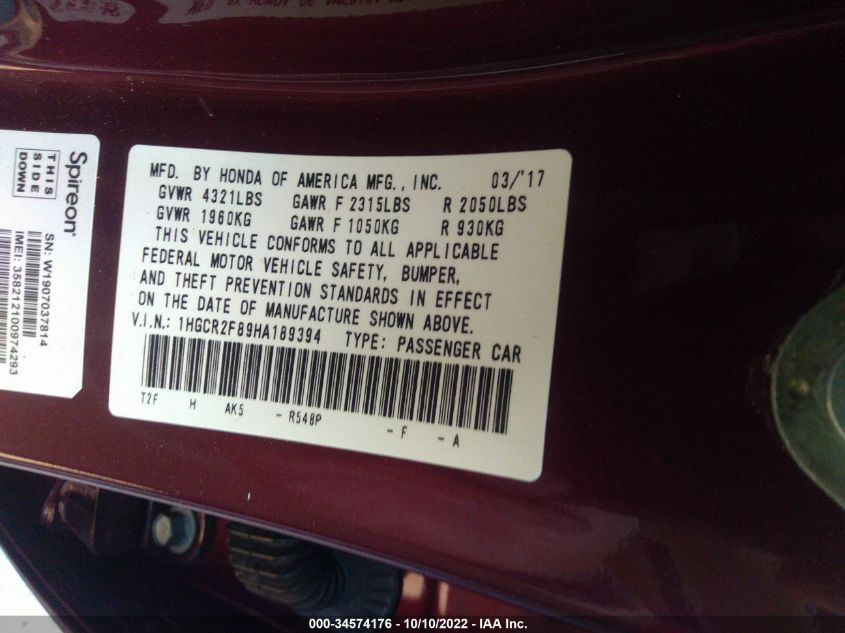 MFD. BY HONDA OF AMERICA MFG., INC. 03/'17
GVWR 4321LBS GAWR F 2315LBS R 2050LBS
GVWR 1960KG GAWR F 1050KG R 930KG
THIS VEHICLE CONFORMS TO ALL APPLICABLE
FEDERAL MOTOR VEHICLE SAFETY, BUMPER,
AND THEFT PREVENTION STANDARDS IN EFFECT
ON THE DATE OF MANUFACTURE SHOWN ABOVE.
V.I.N.: 1HGCR2F89HA189394 TYPE: PASSENGER CAR
T2F H AK5 - R548P - F - A
Spireon®
THIS
SIDE
DOWN
SN: W1907037814
IMEI: 358212100974293
000-34574176 - 10/10/2022 - IAA Inc.